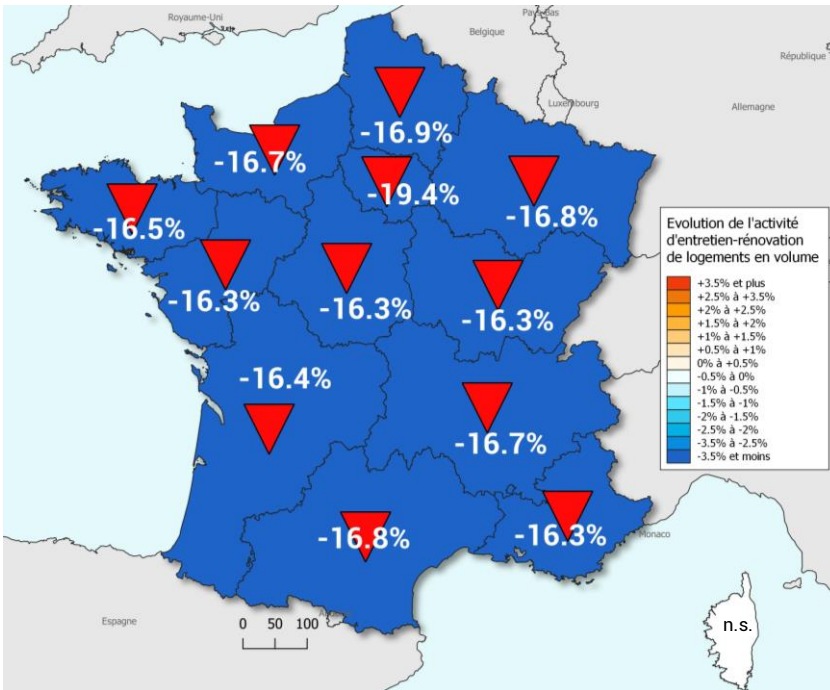 Royaume-Uni
Pays-Bas
Belgique
République
Luxembourg
Allemagne
-16.9%
-16.7%
-19.4%
-16.8%
-16.5%
Evolution de l'activité
d'entretien-rénovation
de logements en volume
+3.5% et plus
+2.5% à +3.5%
+2% à +2.5%
+1.5% à +2%
+1% à +1.5%
+0.5% à +1%
0% à +0.5%
-0.5% à 0%
-1% à -0.5%
-1.5% à -1%
-2% à -1.5%
-2.5% à -2%
-3.5% à -2.5%
-3.5% et moins
-16.3%
-16.3%
-16.3%
-16.4%
-16.7%
-16.8%
-16.3%
Monaco
Espagne
0 50 100
n.s.